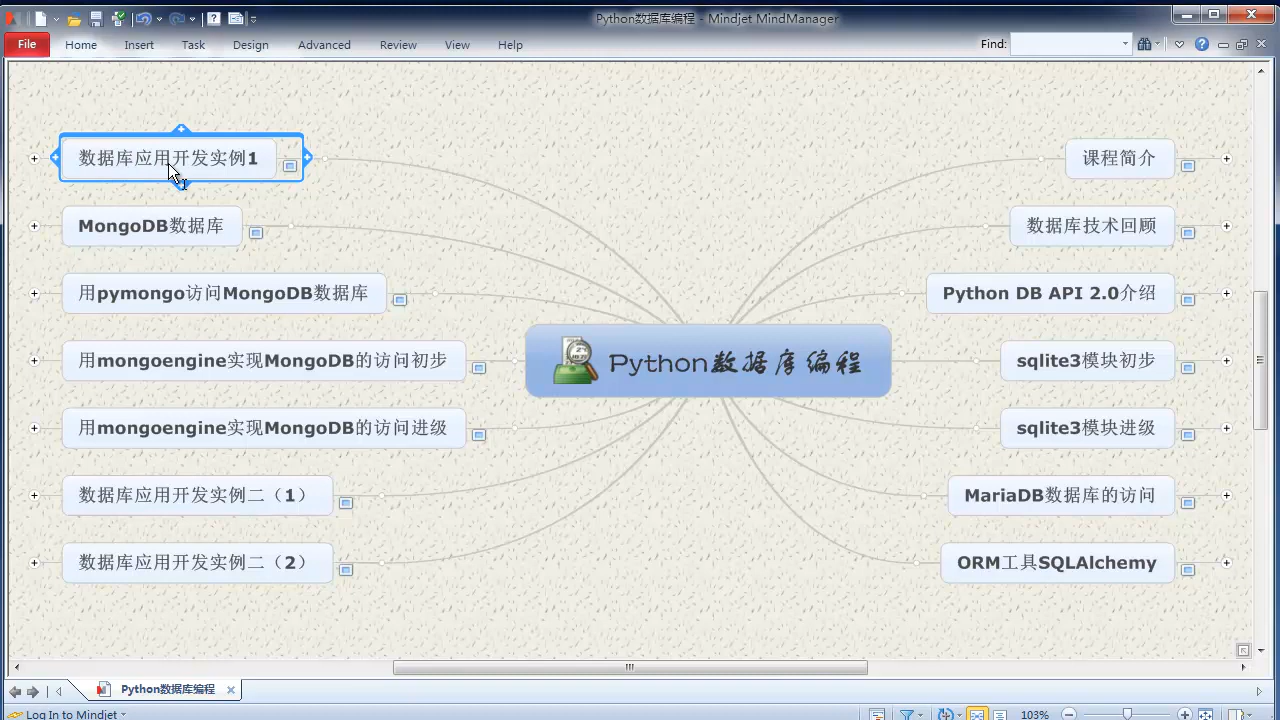 Python数据库编程 - Mindjet MindManager
File Home Insert Task Design Advanced Review View Help Find:
数据库应用开发实例1
MongoDB数据库
用pymongo访问MongoDB数据库
用mongoengine实现MongoDB的访问初步
用mongoengine实现MongoDB的访问进级
数据库应用开发实例二（1）
数据库应用开发实例二（2）
Python数据库编程
课程简介
数据库技术回顾
Python DB API 2.0介绍
sqlite3模块初步
sqlite3模块进级
MariaDB数据库的访问
ORM工具SQLAlchemy
Python数据库编程
Log In to Mindjet
103%